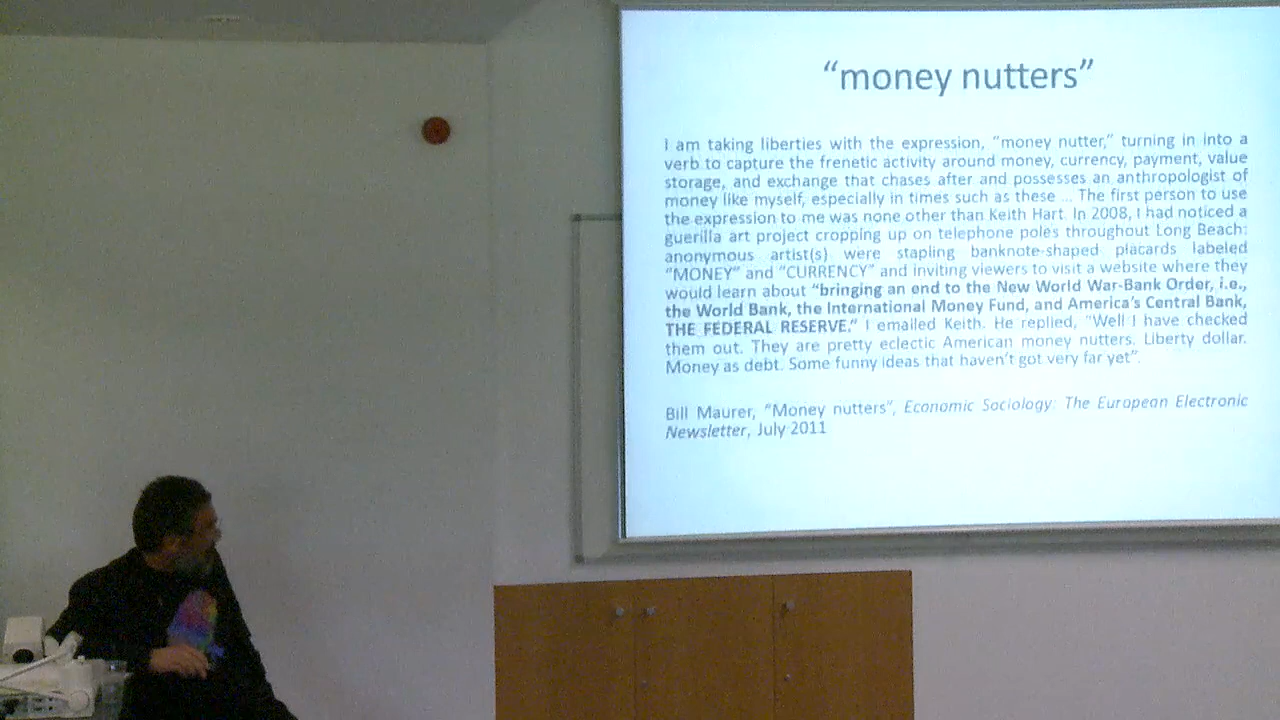 “money nutters”
I am taking liberties with the expression, “money nutter,” turning in into a
verb to capture the frenetic activity around money, currency, payment, value
storage, and exchange that chases after and possesses an anthropologist of
money like myself, especially in times such as these ... The first person to use
the expression to me was none other than Keith Hart. In 2008, I had noticed a
guerilla art project cropping up on telephone poles throughout Long Beach:
anonymous artist(s) were stapling banknote-shaped placards labeled
“MONEY” and “CURRENCY” and inviting viewers to visit a website where they
would learn about “bringing an end to the New World War-Bank Order, i.e.,
the World Bank, the International Money Fund, and America’s Central Bank,
THE FEDERAL RESERVE.” I emailed Keith. He replied, “Well I have checked
them out. They are pretty eclectic American money nutters. Liberty dollar.
Money as debt. Some funny ideas that haven’t got very far yet”.
Bill Maurer, “Money nutters”, Economic Sociology: The European Electronic
Newsletter, July 2011